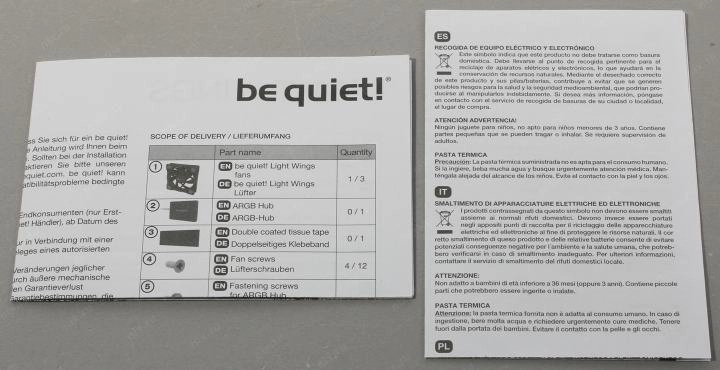 be quiet!®
ss Sie sich für ein be quiet!
e Anleitung wird Ihnen beim
. Sollten bei der Installation
aktieren Sie bitte unseren
quiet.com. be quiet! kann
atibilitätsprobleme bedingte
Endkonsumenten (nur Erst-
iet! Händler), ab Datum des
ur in Verbindung mit einer
eleges eines autorisierten
Veränderungen jeglicher
urch äußere mechanische
en Garantieverlust
Garantiebestimmungen, die
SCOPE OF DELIVERY / LIEFERUMFANG
Part name Quantity
1 EN be quiet! Light Wings
fans
DE be quiet! Light Wings
Lüfter
1 / 3
2 EN ARGB Hub
DE ARGB-Hub
0 / 1
3 EN Double coated tissue tape
DE Doppelseitiges Klebeband
0 / 1
4 EN Fan screws
DE Lüfterschrauben
4 / 12
5 EN Fastening screws
for ARGB Hub
ES
RECOGIDA DE EQUIPO ELÉCTRICO Y ELECTRÓNICO
Este símbolo indica que este producto no debe tratarse como basura
doméstica. Debe llevarse al punto de recogida pertinente para el
reciclaje de aparatos elétricos y electrónicos, lo que ayudará en la
conservación de recursos naturales. Mediante el desechado correcto
de este producto y sus pilas/baterías, contribuye a evitar que se generen
posibles riesgos para la salud y la seguridad medioambiental, que podrían pro-
ducirse al manipularlos indebidamente. Si desea más información, póngase
en contacto con el servicio de recogida de basuras de su ciudad o localidad,
el lugar de compra.
ATENCIÓN ADVERTENCIA!
Ningún juguete para niños, no apto para niños menores de 3 años. Contiene
partes pequeñas que se pueden tragar o inhalar. Se requiere supervisión de
adultos.
PASTA TERMICA
Precaución: La pasta térmica suministrada no es apta para el consumo humano.
Si la ingiere, beba mucha agua y busque urgentemente atención médica. Man-
téngala alejada del alcance de los niños. Evite el contacto con la piel y los ojos.
IT
SMALTIMENTO DI APPARACCIATURE ELETTRICHE ED ELETTRONICHE
I prodotti contrassegnati da questo simbolo non devono essere smaltiti
assieme ai normali rifiuti domestici. Devono invece essere portati
negli appositi punti di raccolta per il riciclaggio delle apparacciature
elettriche ed elettroniche al fine di proteggere le risorse naturali. Il cor-
retto smaltimento di questo prodotto e delle relative batterie consente di evitare
potenziali conseguenze negative per l'ambiente e la salute umana, che potreb-
bero verificarsi in caso di smaltimento inadeguato. Per ulteriori informazioni,
contattare il servizio di smaltimento dei rifiuti domestici locale.
ATTENZIONE:
Non adatto a bambini di età inferiore a 36 mesi (oppure 3 anni). Contiene piccole
parti che potrebbero essere ingerite o inalate.
PASTA TERMICA
Attenzione: la pasta termica fornita non è adatta al consumo umano. In caso di
ingestione, bere molta acqua e richiedere urgentemente cure mediche. Tenere
fuori dalla portata dei bambini. Evitare il contatto con la pelle e gli occhi.
PL